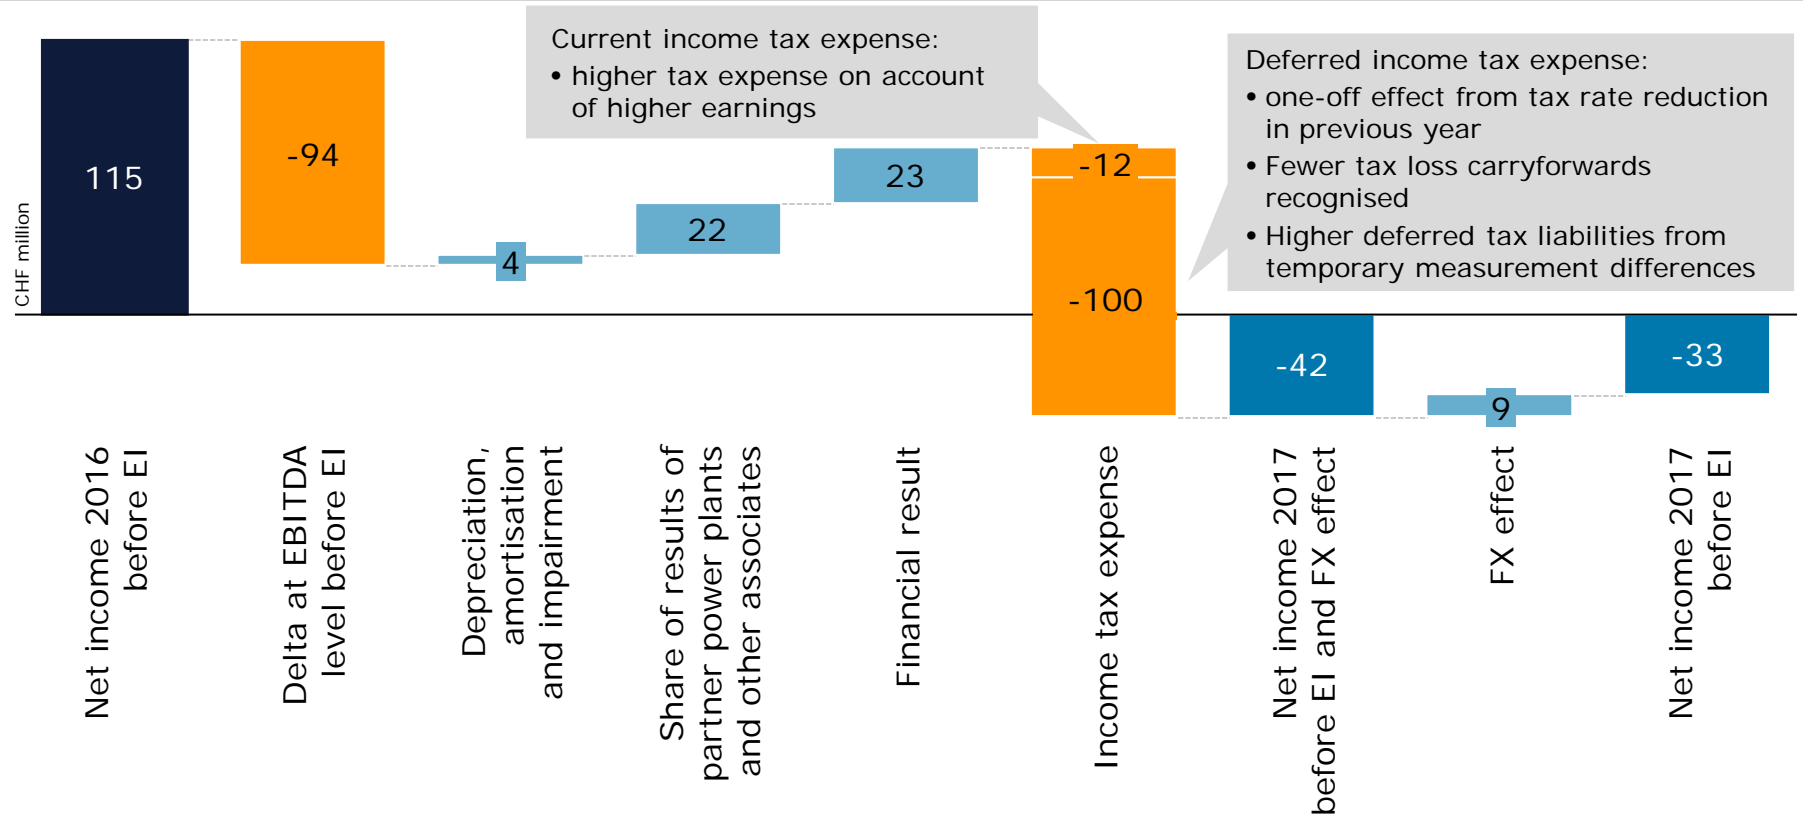 Current income tax expense:
• higher tax expense on account
of higher earnings
Deferred income tax expense:
• one-off effect from tax rate reduction
in previous year
• Fewer tax loss carryforwards
recognised
• Higher deferred tax liabilities from
temporary measurement differences
CHF million
115
-94
4
22
23
-12
-100
-42
9
-33
Net income 2016
before EI
Delta at EBITDA
level before EI
Depreciation,
amortisation
and impairment
Share of results of
partner power plants
and other associates
Financial result
Income tax expense
Net income 2017
before EI and FX effect
FX effect
Net income 2017
before EI